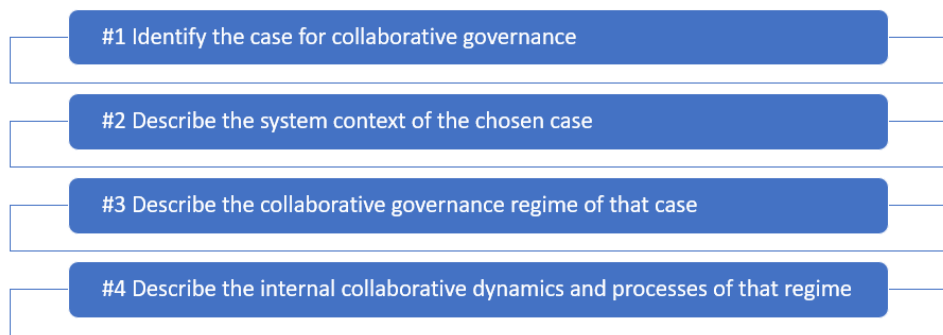 #1 Identify the case for collaborative governance
#2 Describe the system context of the chosen case
#3 Describe the collaborative governance regime of that case
#4 Describe the internal collaborative dynamics and processes of that regime